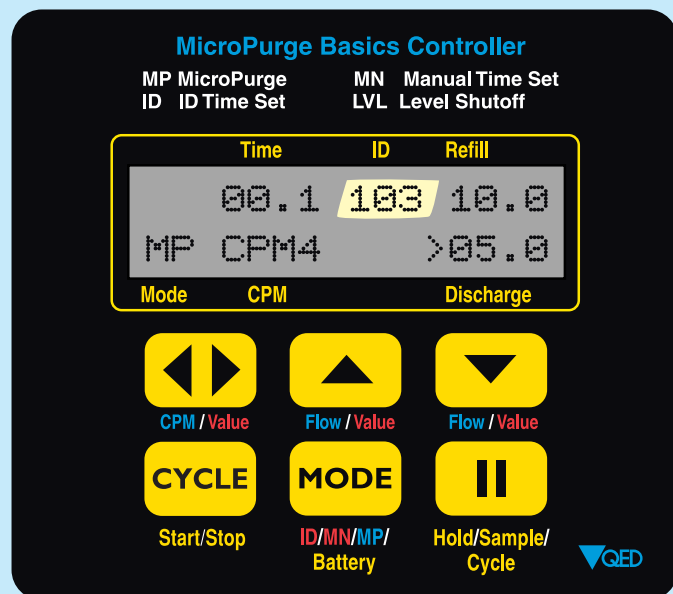 MicroPurge Basics Controller
MP MicroPurge MN Manual Time Set
ID ID Time Set LVL Level Shutoff
Time ID Refill
00.1 103 10.0
MP CPM4 >05.0
Mode CPM Discharge
CPM / Value Flow / Value Flow / Value
CYCLE MODE
Start/Stop ID/MN/MP/ Hold/Sample/
Battery Cycle
QED